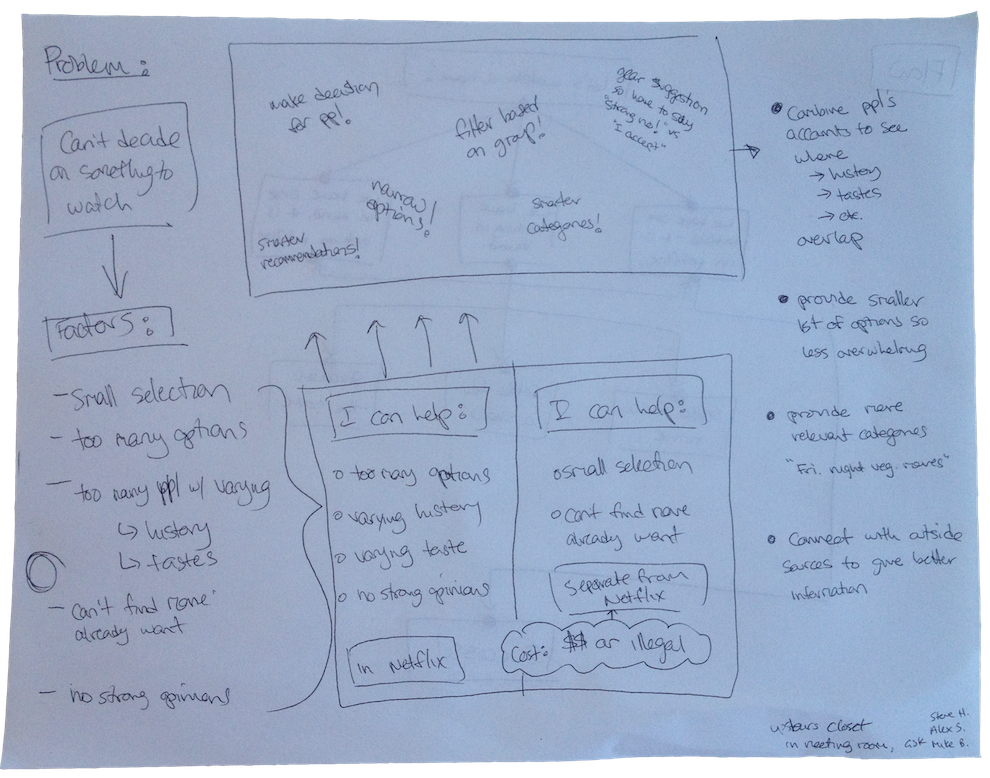 Problem:
Can't decide
on something to
watch
Factors:
- Small selection
- too many options
- too many ppl w/ varying
↳ history
↳ tastes
- Can't find movie
already want
- no strong opinions
make decision
for ppl!
filter based
on group!
gear suggestion
so have to say
"strong no!" vs
"I accept"
narrow
options!
smarter
categories!
smarter
recommendations!
I can help:
o too many options
o varying history
o varying taste
o no strong opinions
in Netflix
I can help:
o small selection
o can't find movie
already want
Separate from
Netflix
Cost: $$ or illegal
• Combine ppl's
accounts to see
where
→ history
→ tastes
→ etc.
overlap
• provide smaller
list of options so
less overwhelming
• provide more
relevant categories
"Fri. night veg. movies"
• Connect with outside
sources to give better
information
closet
in meeting room, ask
Steve H.
Alex S.
Mike B.
Flow